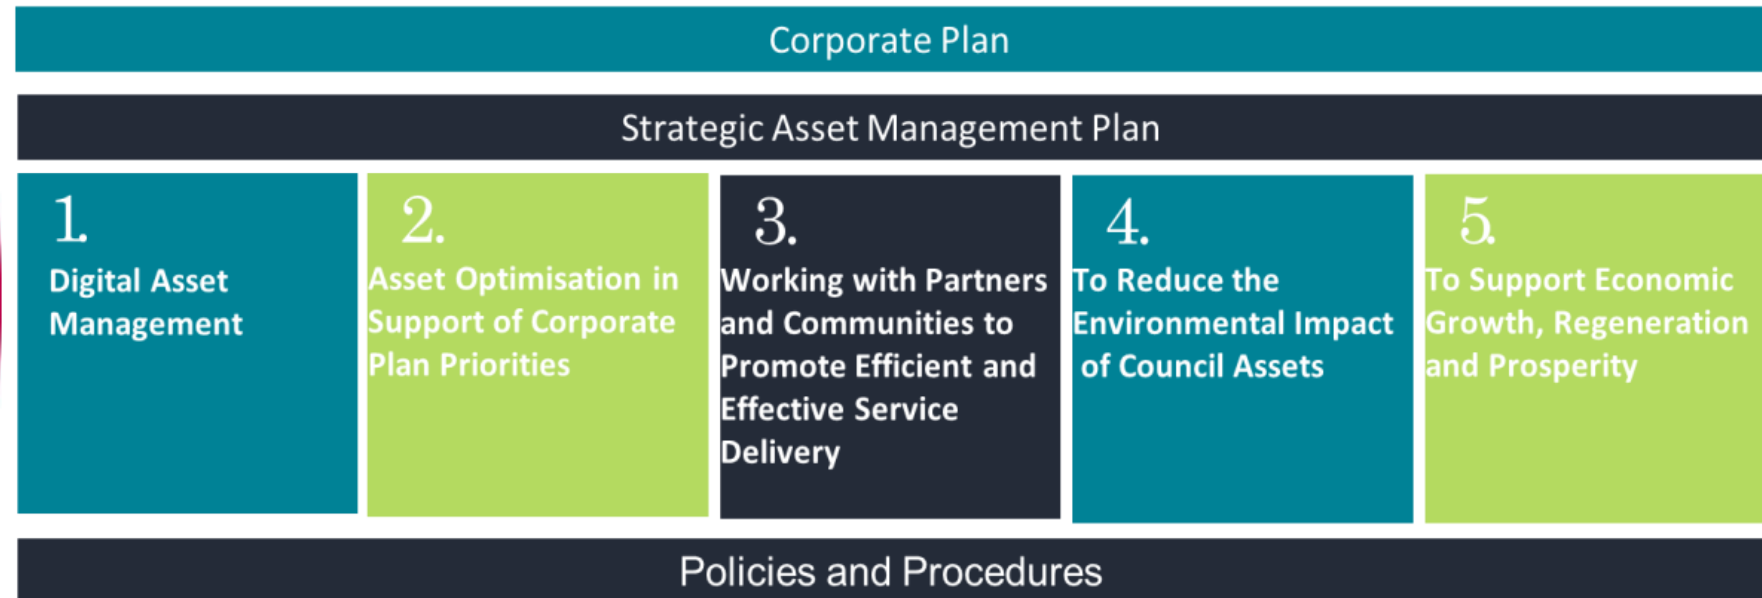 Corporate Plan
Strategic Asset Management Plan
1.
Digital Asset
Management
2.
Asset Optimisation in
Support of Corporate
Plan Priorities
3.
Working with Partners
and Communities to
Promote Efficient and
Effective Service
Delivery
4.
To Reduce the
Environmental Impact
of Council Assets
5.
To Support Economic
Growth, Regeneration
and Prosperity
Policies and Procedures